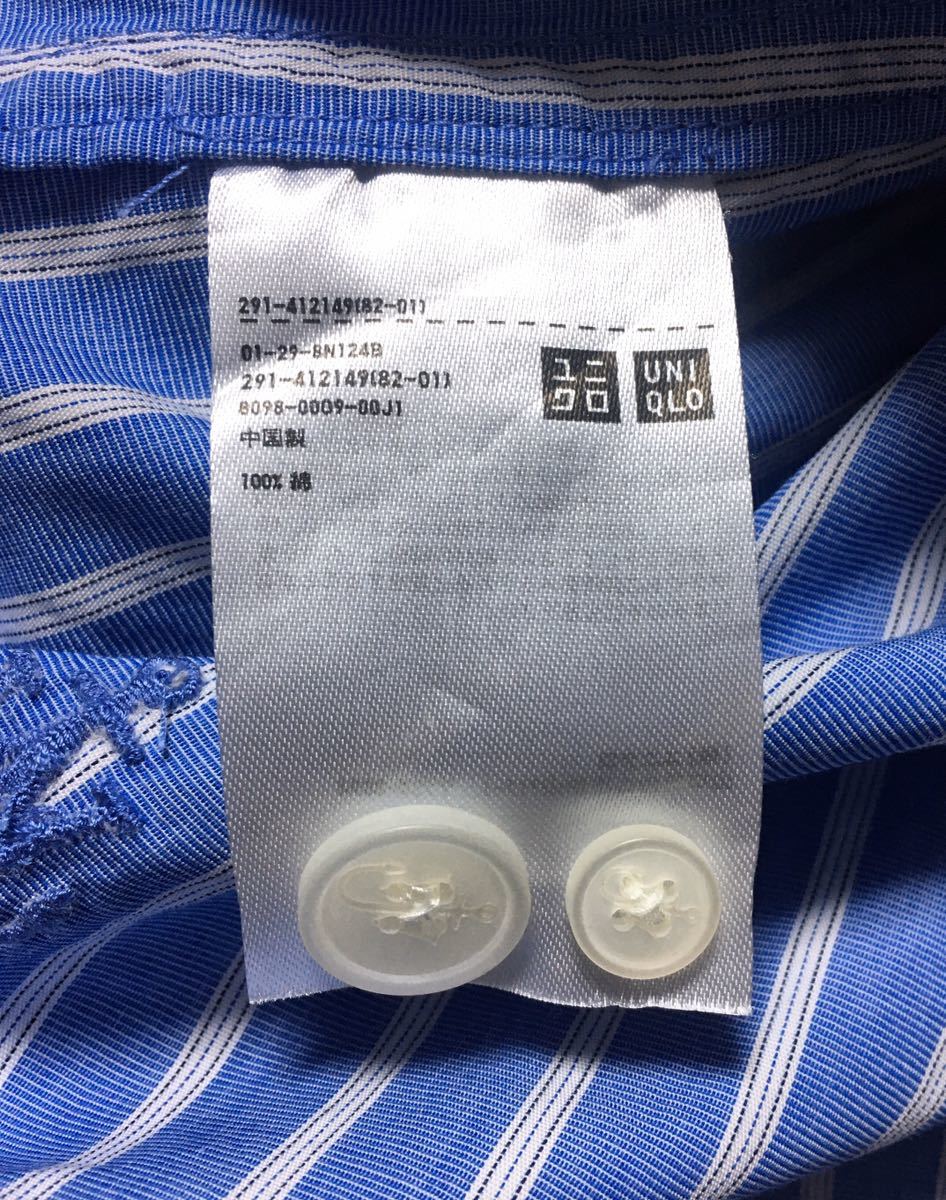 291-412149(82-01)
01-29-BN124B
291-412149(82-01)
8098-0009-00J1
中国製
100% 綿
ユニ
クロ
UNI
QLO